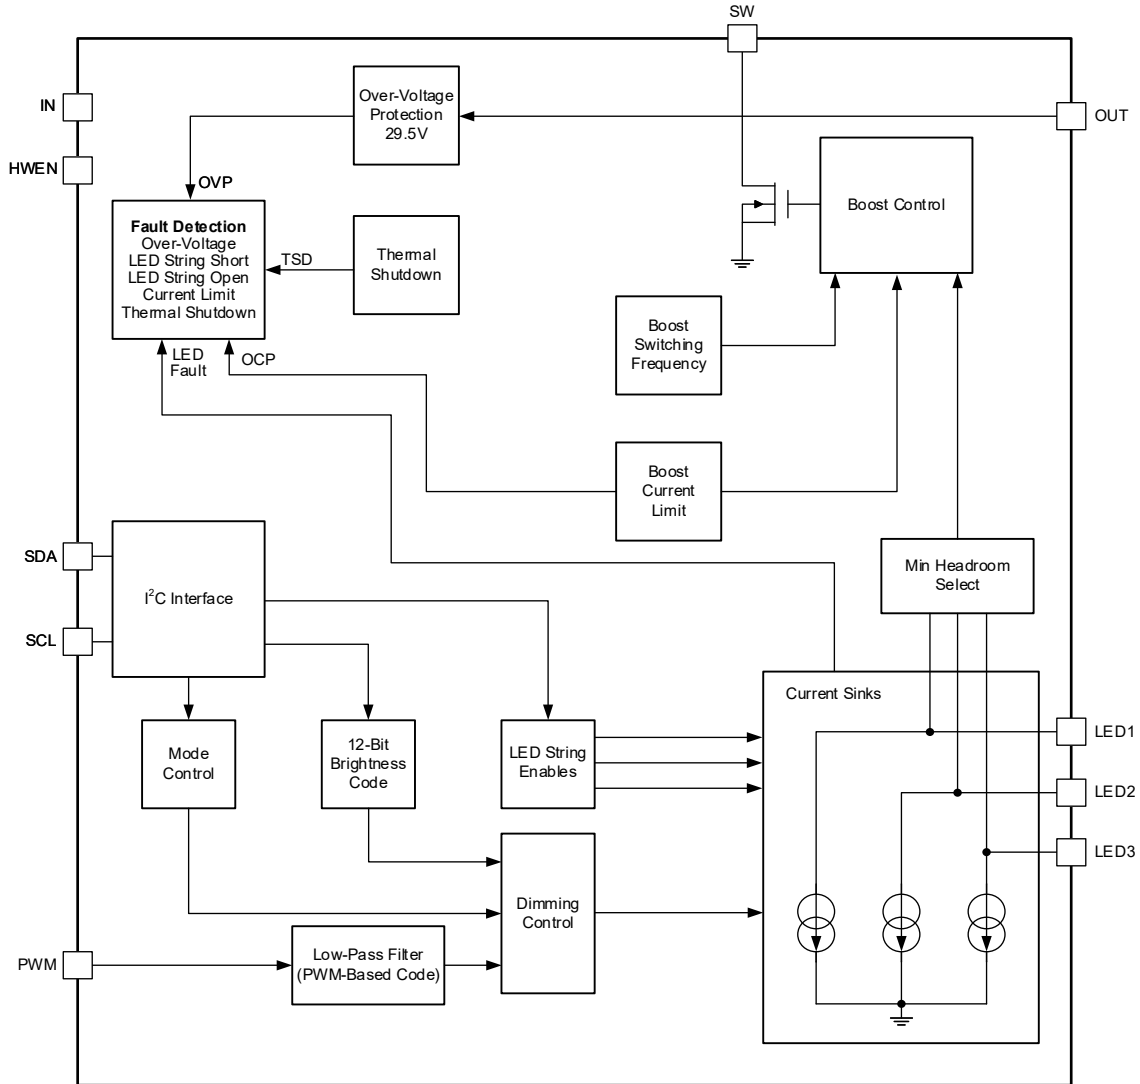 SW
IN
Over-Voltage
Protection
29.5V
OUT
HWEN
OVP
Fault Detection
Over-Voltage
LED String Short
LED String Open
Current Limit
Thermal Shutdown
TSD
Thermal
Shutdown
Boost Control
Boost
Switching
Frequency
LED
Fault
OCP
Boost
Current
Limit
SDA
I²C Interface
SCL
Min Headroom
Select
Current Sinks
Mode
Control
12-Bit
Brightness
Code
LED String
Enables
LED1
LED2
LED3
Dimming
Control
PWM
Low-Pass Filter
(PWM-Based Code)